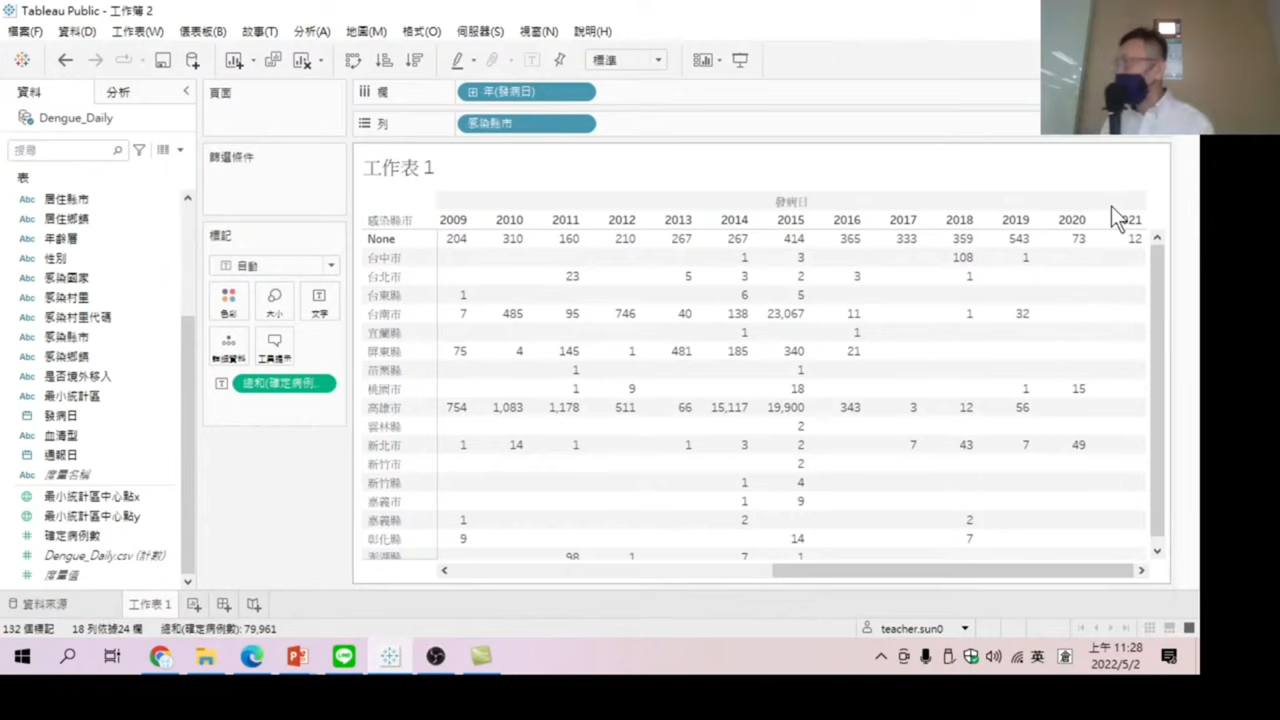 Tableau Public - 工作簿 2
檔案(F) 資料(D) 工作表(W) 儀表板(B) 故事(T) 分析(A) 地圖(M) 格式(O) 伺服器(S) 視窗(N) 說明(H)
標準
資料 分析 頁面 欄 年(發病日)
Dengue_Daily 列 感染縣市
搜尋
表
篩選條件
工作表 1
Abc 居住縣市
Abc 居住鄉鎮
Abc 年齡層
Abc 性別
Abc 感染國家
Abc 感染村里
Abc 感染村里代碼
Abc 感染縣市
Abc 感染鄉鎮
Abc 是否境外移入
Abc 最小統計區
發病日
Abc 血清型
通報日
Abc 度量名稱
最小統計區中心點x
最小統計區中心點y
確定病例數
Dengue_Daily.csv (計數)
度量值
標記
自動
色彩 大小 文字
詳細資料 工具提示
總和(確定病例..
發病日
感染縣市 2009 2010 2011 2012 2013 2014 2015 2016 2017 2018 2019 2020 21
None 204 310 160 210 267 267 414 365 333 359 543 73 12
台中市 1 3 108 1
台北市 23 5 3 2 3 1
台東縣 1 6 5
台南市 7 485 95 746 40 138 23,067 11 1 32
宜蘭縣 1 1
屏東縣 75 4 145 1 481 185 340 21
苗栗縣 1 1
桃園市 1 9 18 1 15
高雄市 754 1,083 1,178 511 66 15,117 19,900 343 3 12 56
雲林縣 2
新北市 1 14 1 1 3 2 7 43 7 49
新竹市 2
新竹縣 1 4
嘉義市 1 9
嘉義縣 1 2 2
彰化縣 9 14 7
澎湖縣 98 1 7 1
資料來源 工作表 1
132 個標記 18 列依據24 欄 總和(確定病例數): 79,961 teacher.sun0
英 上午 11:28
2022/5/2